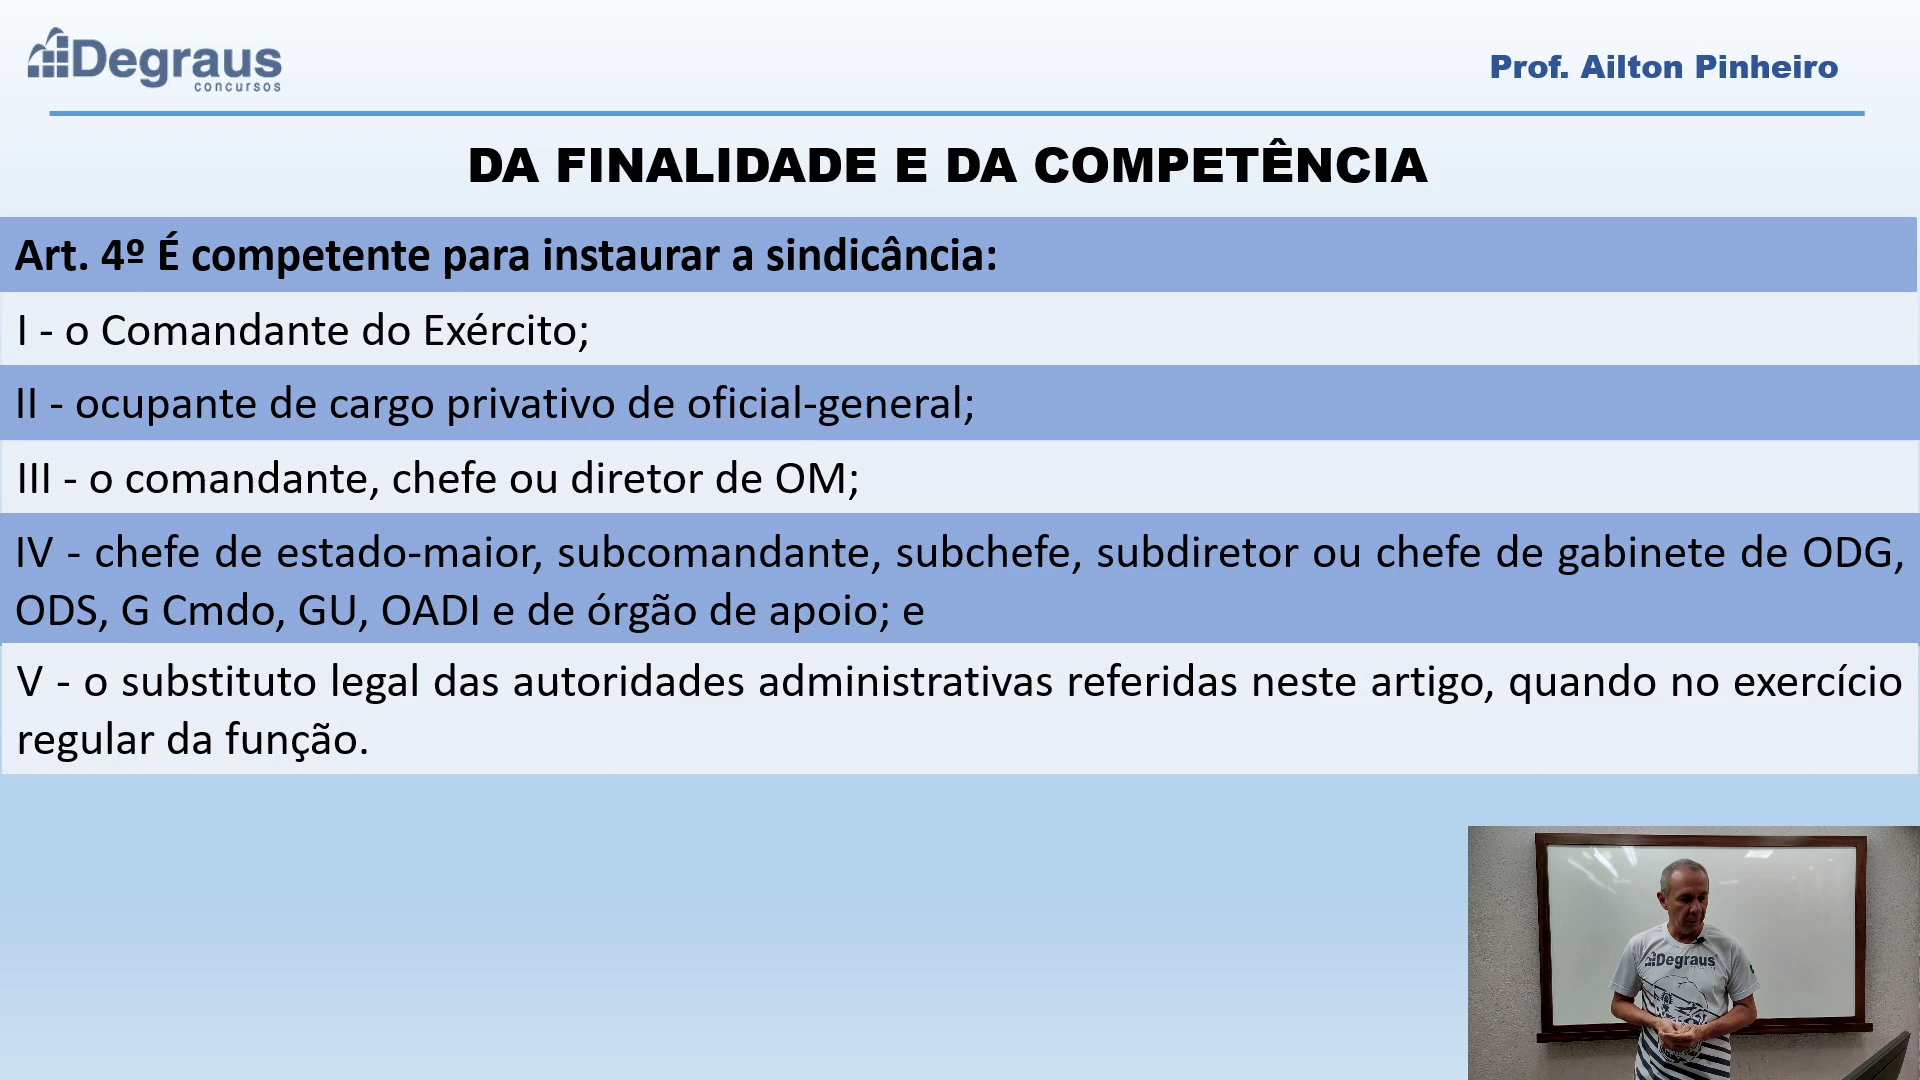 Degraus
concursos
Prof. Ailton Pinheiro
DA FINALIDADE E DA COMPETÊNCIA
Art. 4º É competente para instaurar a sindicância:
I - o Comandante do Exército;
II - ocupante de cargo privativo de oficial-general;
III - o comandante, chefe ou diretor de OM;
IV - chefe de estado-maior, subcomandante, subchefe, subdiretor ou chefe de gabinete de ODG,
ODS, G Cmdo, GU, OADI e de órgão de apoio; e
V - o substituto legal das autoridades administrativas referidas neste artigo, quando no exercício
regular da função.
Degraus